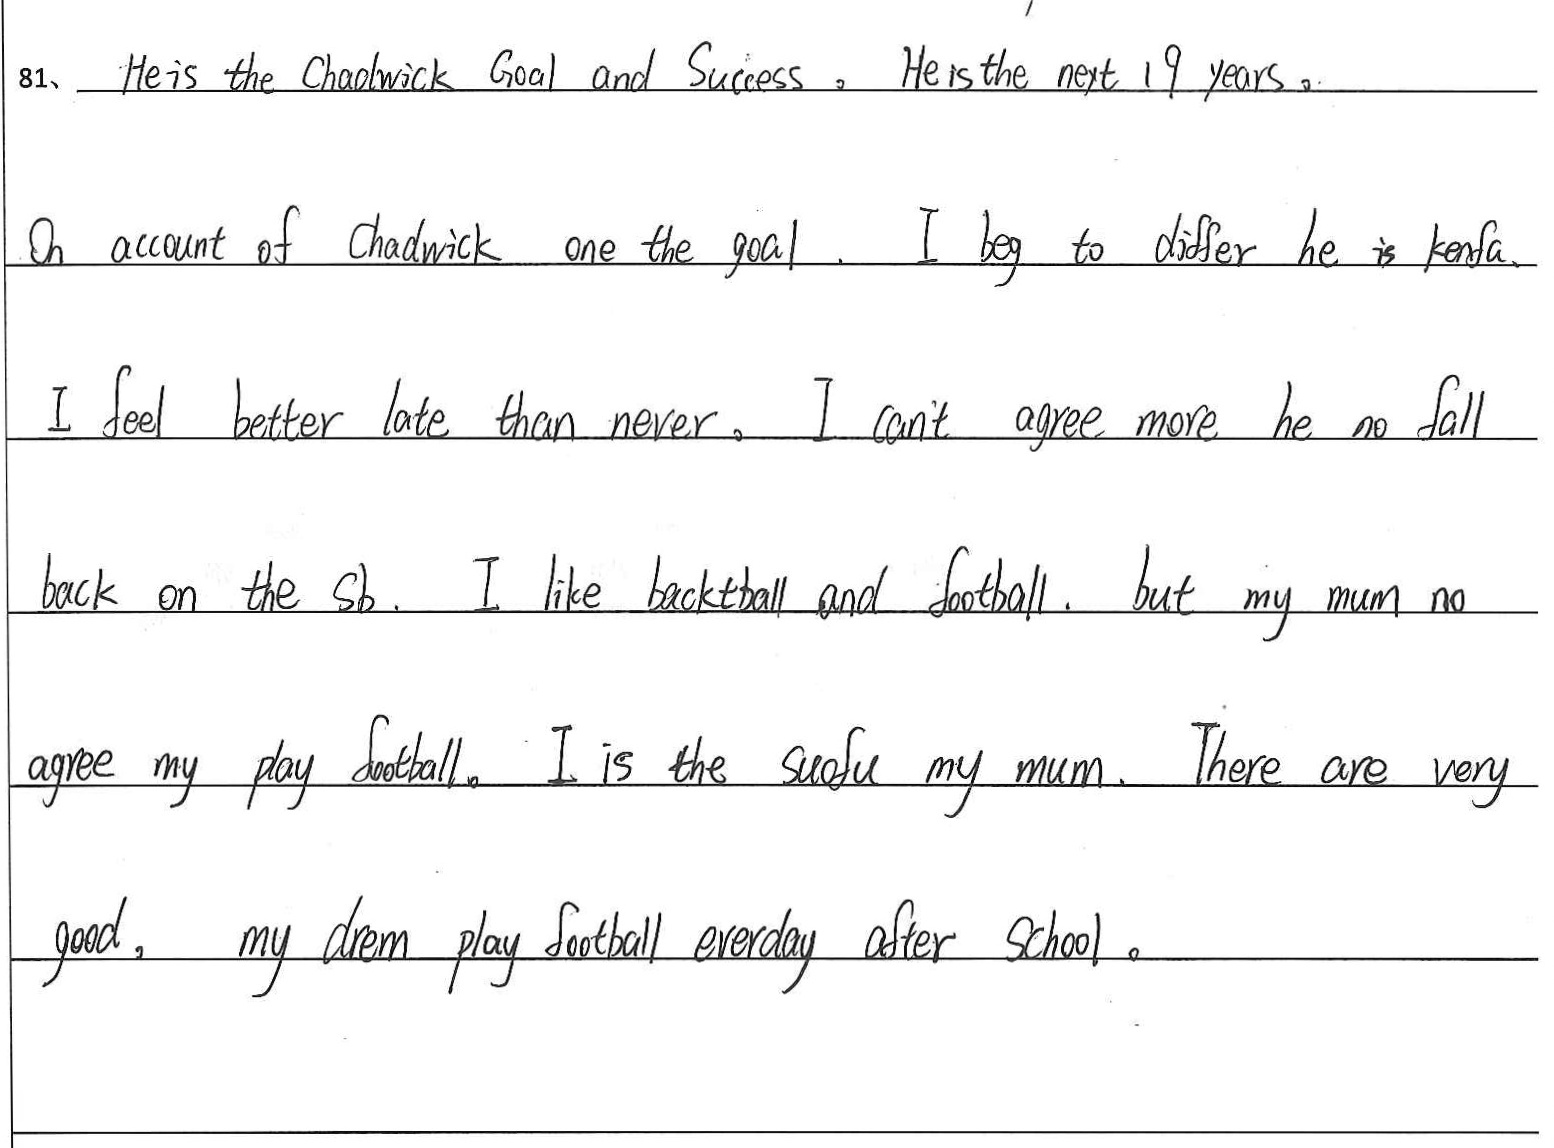 81、 He is the Chadwick Goal and Success 。 He is the next 19 years 。
On account of Chadwick one the goal . I beg to differ he is kenfa .
I feel better late than never 。 I can't agree more he no fall
back on the sb . I like backtball and football . but my mum no
agree my play football 。 I is the suofu my mum . There are very
good 。 my drem play football everday after school 。